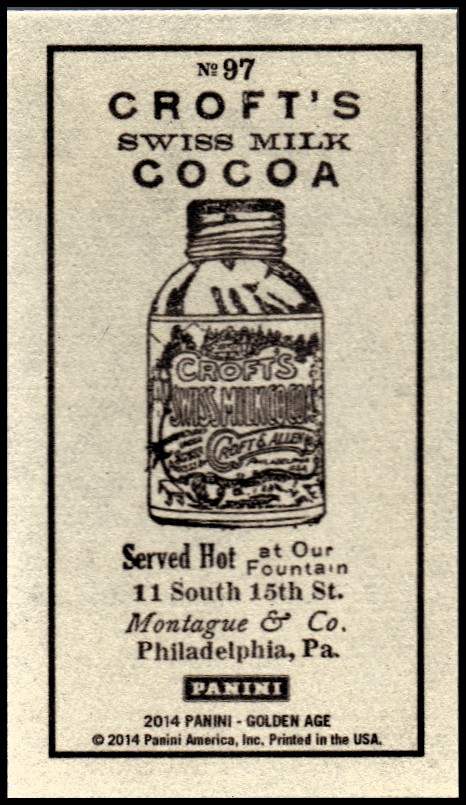 Nº 97
CROFT'S
SWISS MILK
COCOA
CROFT'S
SWISS MILK COCOA
CROFT & ALLEN
PHILADELPHIA
USA
Served Hot at Our Fountain
11 South 15th St.
Montague & Co.
Philadelphia, Pa.
PANINI
2014 PANINI - GOLDEN AGE
© 2014 Panini America, Inc. Printed in the USA.